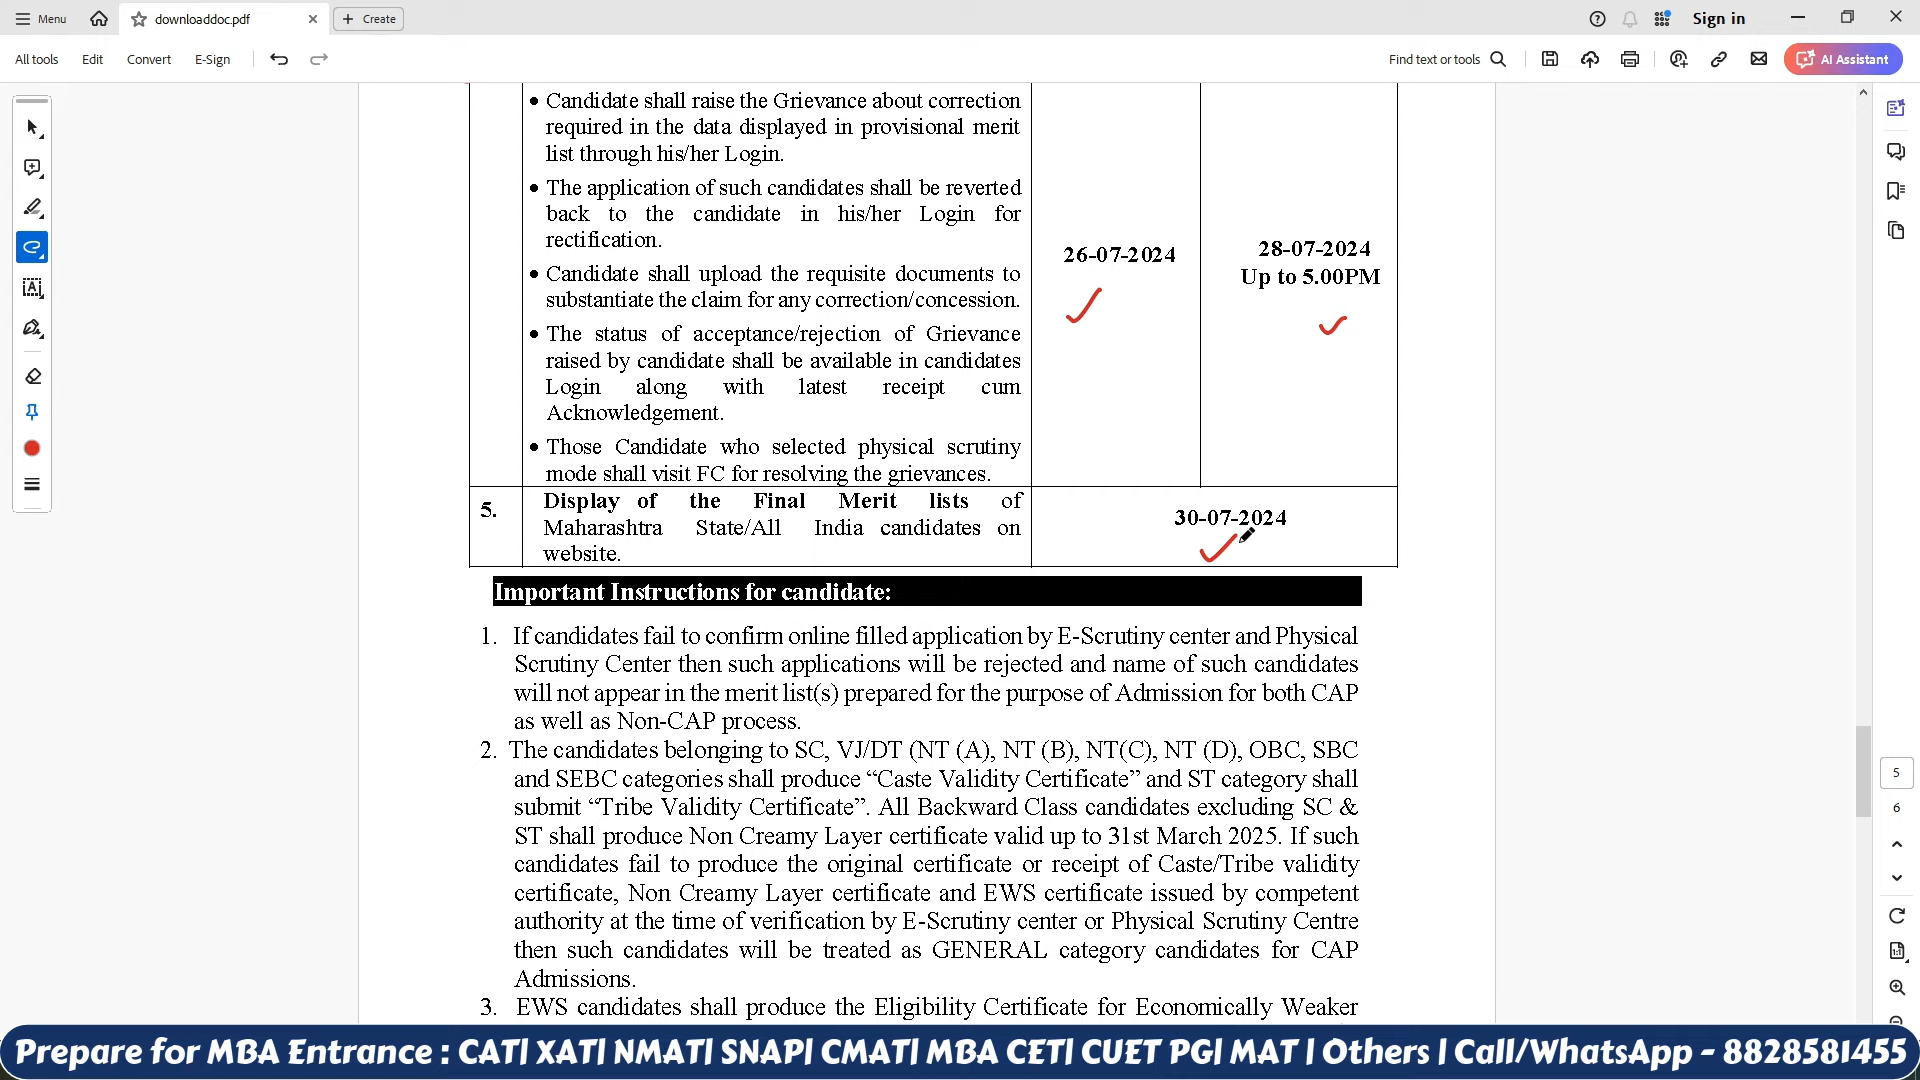 Menu
downloaddoc.pdf
Create
Sign in
All tools Edit Convert E-Sign
Find text or tools
AI Assistant
• Candidate shall raise the Grievance about correction
required in the data displayed in provisional merit
list through his/her Login.
• The application of such candidates shall be reverted
back to the candidate in his/her Login for
rectification.
• Candidate shall upload the requisite documents to
substantiate the claim for any correction/concession.
• The status of acceptance/rejection of Grievance
raised by candidate shall be available in candidates
Login along with latest receipt cum
Acknowledgement.
• Those Candidate who selected physical scrutiny
mode shall visit FC for resolving the grievances.
26-07-2024
28-07-2024
Up to 5.00PM
5.
Display of the Final Merit lists of
Maharashtra State/All India candidates on
website.
30-07-2024
Important Instructions for candidate:
1. If candidates fail to confirm online filled application by E-Scrutiny center and Physical
Scrutiny Center then such applications will be rejected and name of such candidates
will not appear in the merit list(s) prepared for the purpose of Admission for both CAP
as well as Non-CAP process.
2. The candidates belonging to SC, VJ/DT (NT (A), NT (B), NT(C), NT (D), OBC, SBC
and SEBC categories shall produce “Caste Validity Certificate” and ST category shall
submit “Tribe Validity Certificate”. All Backward Class candidates excluding SC &
ST shall produce Non Creamy Layer certificate valid up to 31st March 2025. If such
candidates fail to produce the original certificate or receipt of Caste/Tribe validity
certificate, Non Creamy Layer certificate and EWS certificate issued by competent
authority at the time of verification by E-Scrutiny center or Physical Scrutiny Centre
then such candidates will be treated as GENERAL category candidates for CAP
Admissions.
3. EWS candidates shall produce the Eligibility Certificate for Economically Weaker
5
6
Prepare for MBA Entrance : CAT| XAT| NMAT| SNAP| CMAT| MBA CET| CUET PG| MAT | Others | Call/WhatsApp - 8828581455